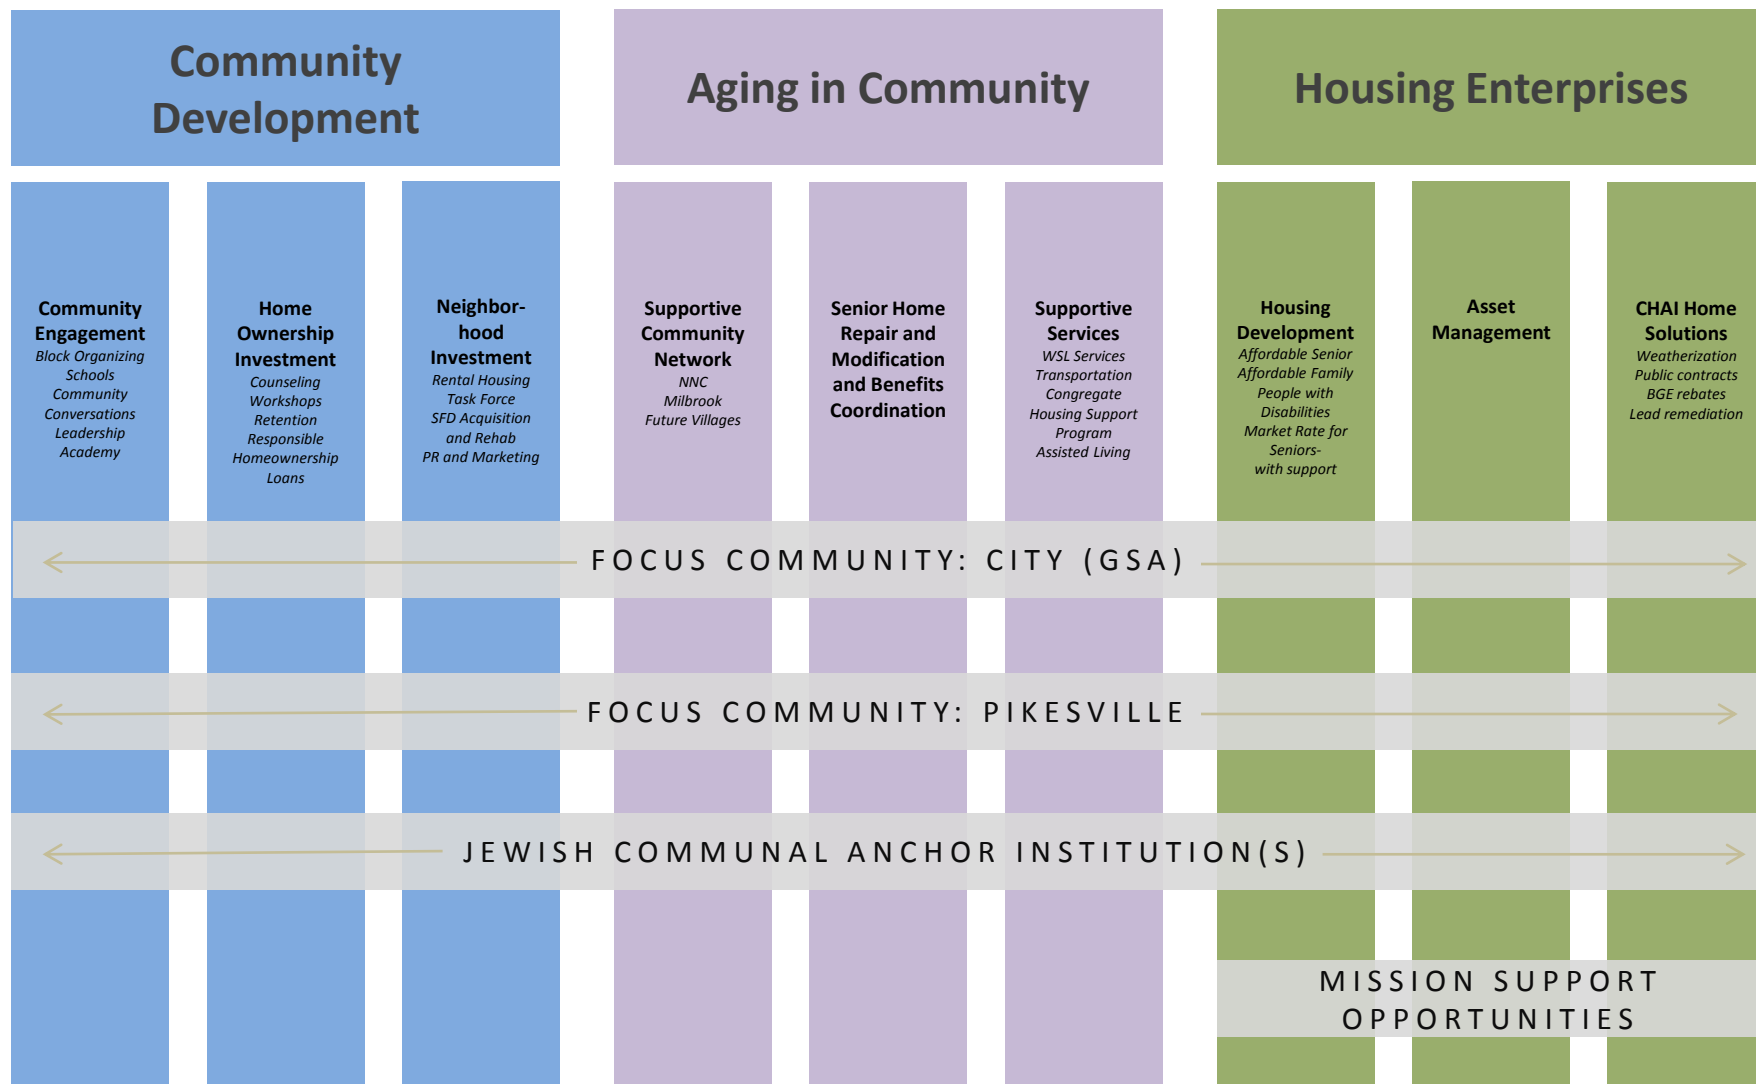 Community
Development
Aging in Community
Housing Enterprises
Community
Engagement
Block Organizing
Schools
Community
Conversations
Leadership
Academy
Home
Ownership
Investment
Counseling
Workshops
Retention
Responsible
Homeownership
Loans
Neighbor-
hood
Investment
Rental Housing
Task Force
SFD Acquisition
and Rehab
PR and Marketing
Supportive
Community
Network
NNC
Milbrook
Future Villages
Senior Home
Repair and
Modification
and Benefits
Coordination
Supportive
Services
WSL Services
Transportation
Congregate
Housing Support
Program
Assisted Living
Housing
Development
Affordable Senior
Affordable Family
People with
Disabilities
Market Rate for
Seniors-
with support
Asset
Management
CHAI Home
Solutions
Weatherization
Public contracts
BGE rebates
Lead remediation
FOCUS COMMUNITY: CITY (GSA)
FOCUS COMMUNITY: PIKESVILLE
JEWISH COMMUNAL ANCHOR INSTITUTION(S)
MISSION SUPPORT
OPPORTUNITIES